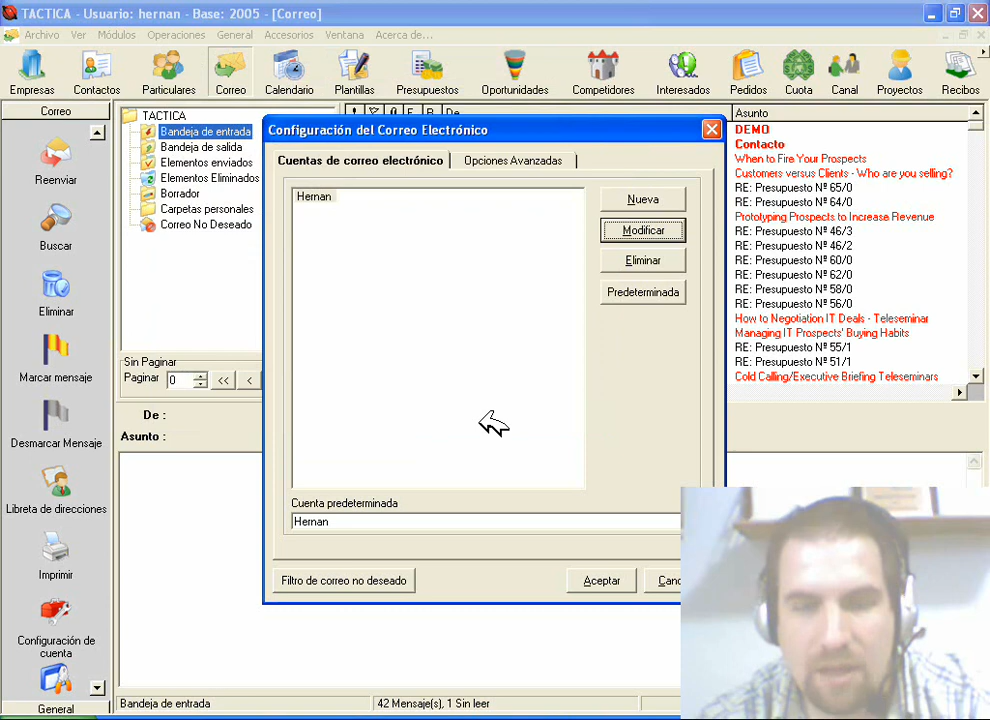 TACTICA - Usuario: hernan - Base: 2005 - [Correo]
Archivo Ver Módulos Operaciones General Accesorios Ventana Acerca de...
Empresas Contactos Particulares Correo Calendario Plantillas Presupuestos Oportunidades Competidores Interesados Pedidos Cuota Canal Proyectos Recibos
Correo
Reenviar
Buscar
Eliminar
Marcar mensaje
Desmarcar Mensaje
Libreta de direcciones
Imprimir
Configuración de
cuenta
General
TACTICA
Bandeja de entrada
Bandeja de salida
Elementos enviados
Elementos Eliminados
Borrador
Carpetas personales
Correo No Deseado
Sin Paginar
Paginar 0 << <
De :
Asunto :
De
Asunto
DEMO
Contacto
When to Fire Your Prospects
Customers versus Clients - Who are you selling?
RE: Presupuesto Nº 65/0
RE: Presupuesto Nº 64/0
Prototyping Prospects to Increase Revenue
RE: Presupuesto Nº 46/3
RE: Presupuesto Nº 46/2
RE: Presupuesto Nº 60/0
RE: Presupuesto Nº 62/0
RE: Presupuesto Nº 58/0
RE: Presupuesto Nº 56/0
How to Negotiation IT Deals - Teleseminar
Managing IT Prospects' Buying Habits
RE: Presupuesto Nº 55/1
RE: Presupuesto Nº 51/1
Cold Calling/Executive Briefing Teleseminars
Configuración del Correo Electrónico
Cuentas de correo electrónico Opciones Avanzadas
Hernan
Nueva
Modificar
Eliminar
Predeterminada
Cuenta predeterminada
Hernan
Filtro de correo no deseado Aceptar Canc
Bandeja de entrada 42 Mensaje(s), 1 Sin leer